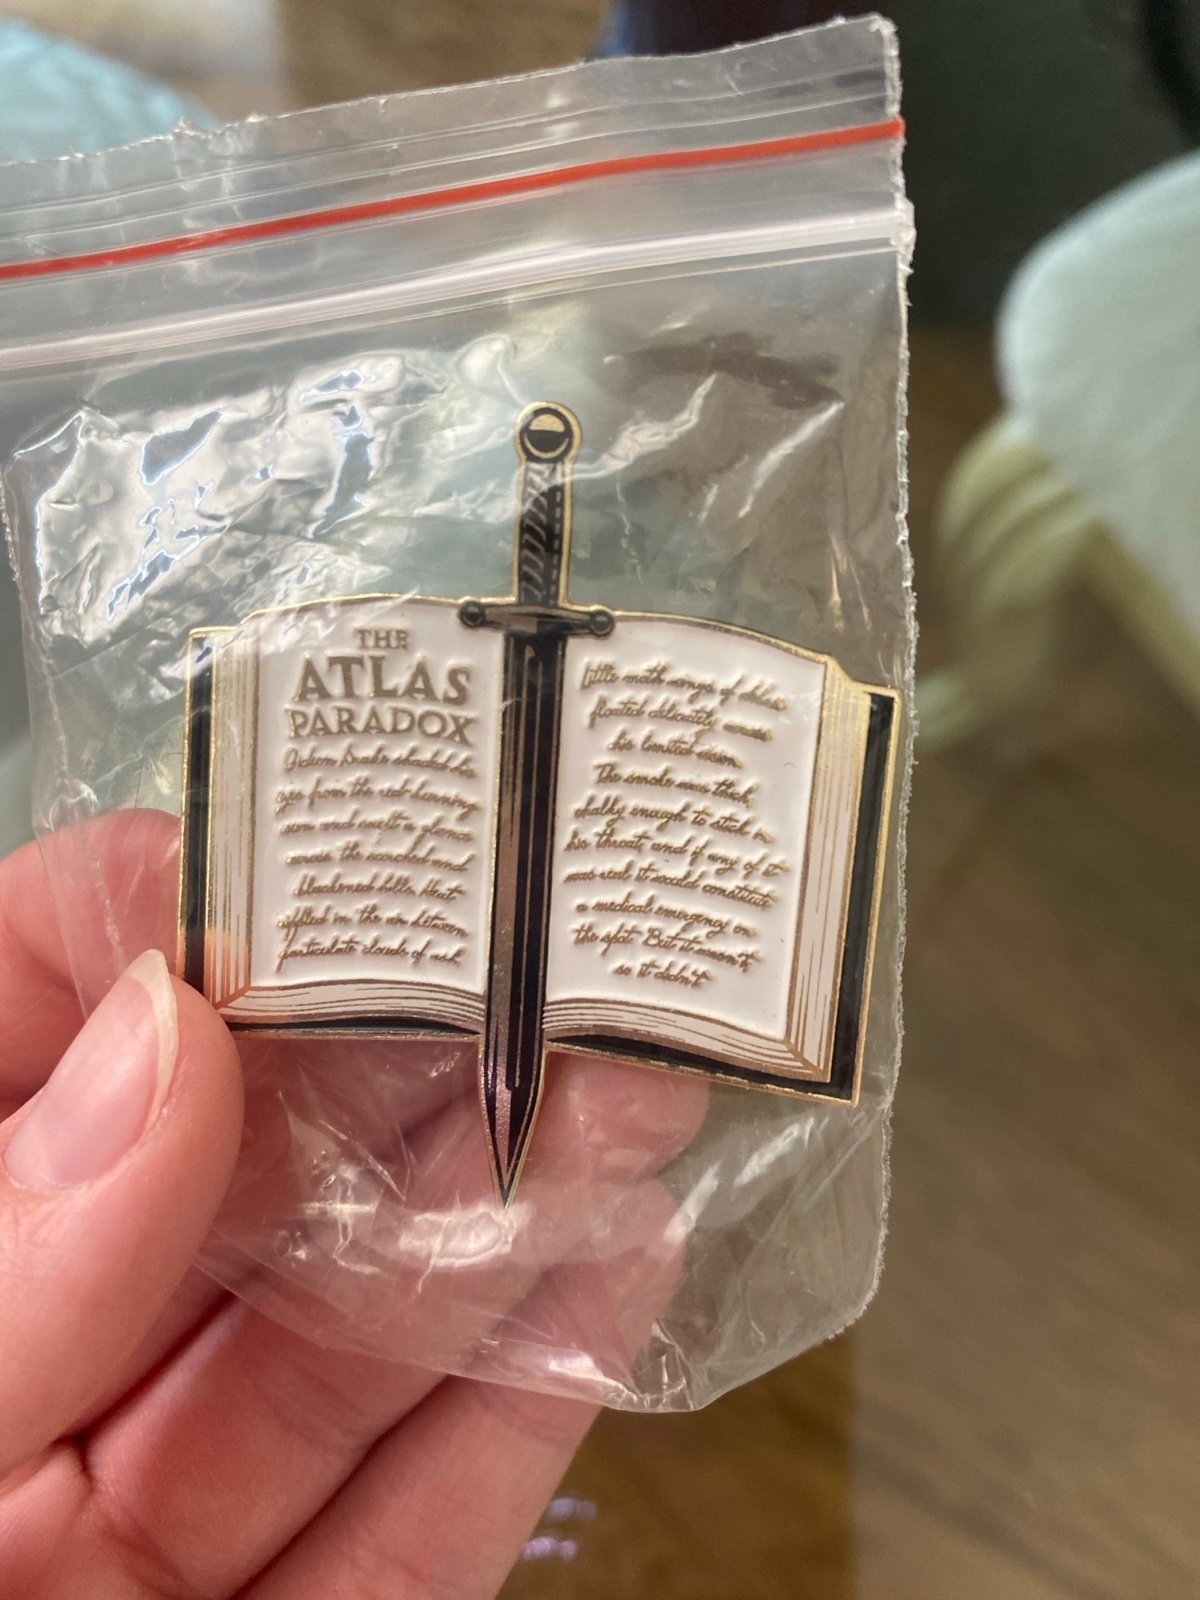 THE
ATLAS
PARADOX
Gideon Drake shaded his
eyes from the red-burning
sun and swept a glance
across the scorched and
blackened hills. Heat
rippled in the air between
particulate clouds of ash.
Little moth wings of debris
floated delicately across
his limited vision.
The smoke was thick,
chalky enough to stick in
his throat, and if any of it
was real it would constitute
a medical emergency on
the spot. But it wasn't,
so it didn't.